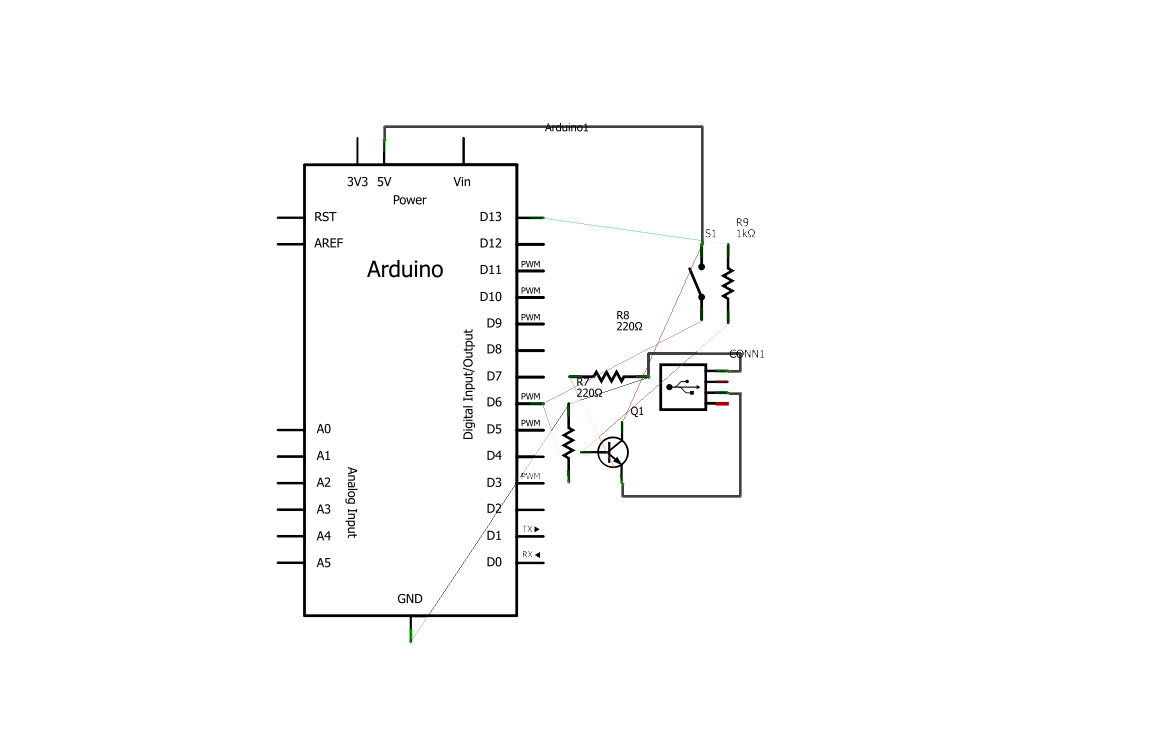 Arduino1
3V3 5V Vin
Power
RST
AREF
Arduino
D13
D12
D11 PWM
D10 PWM
D9 PWM
D8
D7
D6 PWM
D5 PWM
D4
D3 PWM
D2
D1 TX
D0 RX
Digital Input/Output
A0
A1
A2
A3
A4
A5
Analog Input
GND
S1
R9
1kΩ
R8
220Ω
R7
220Ω
CONN1
Q1